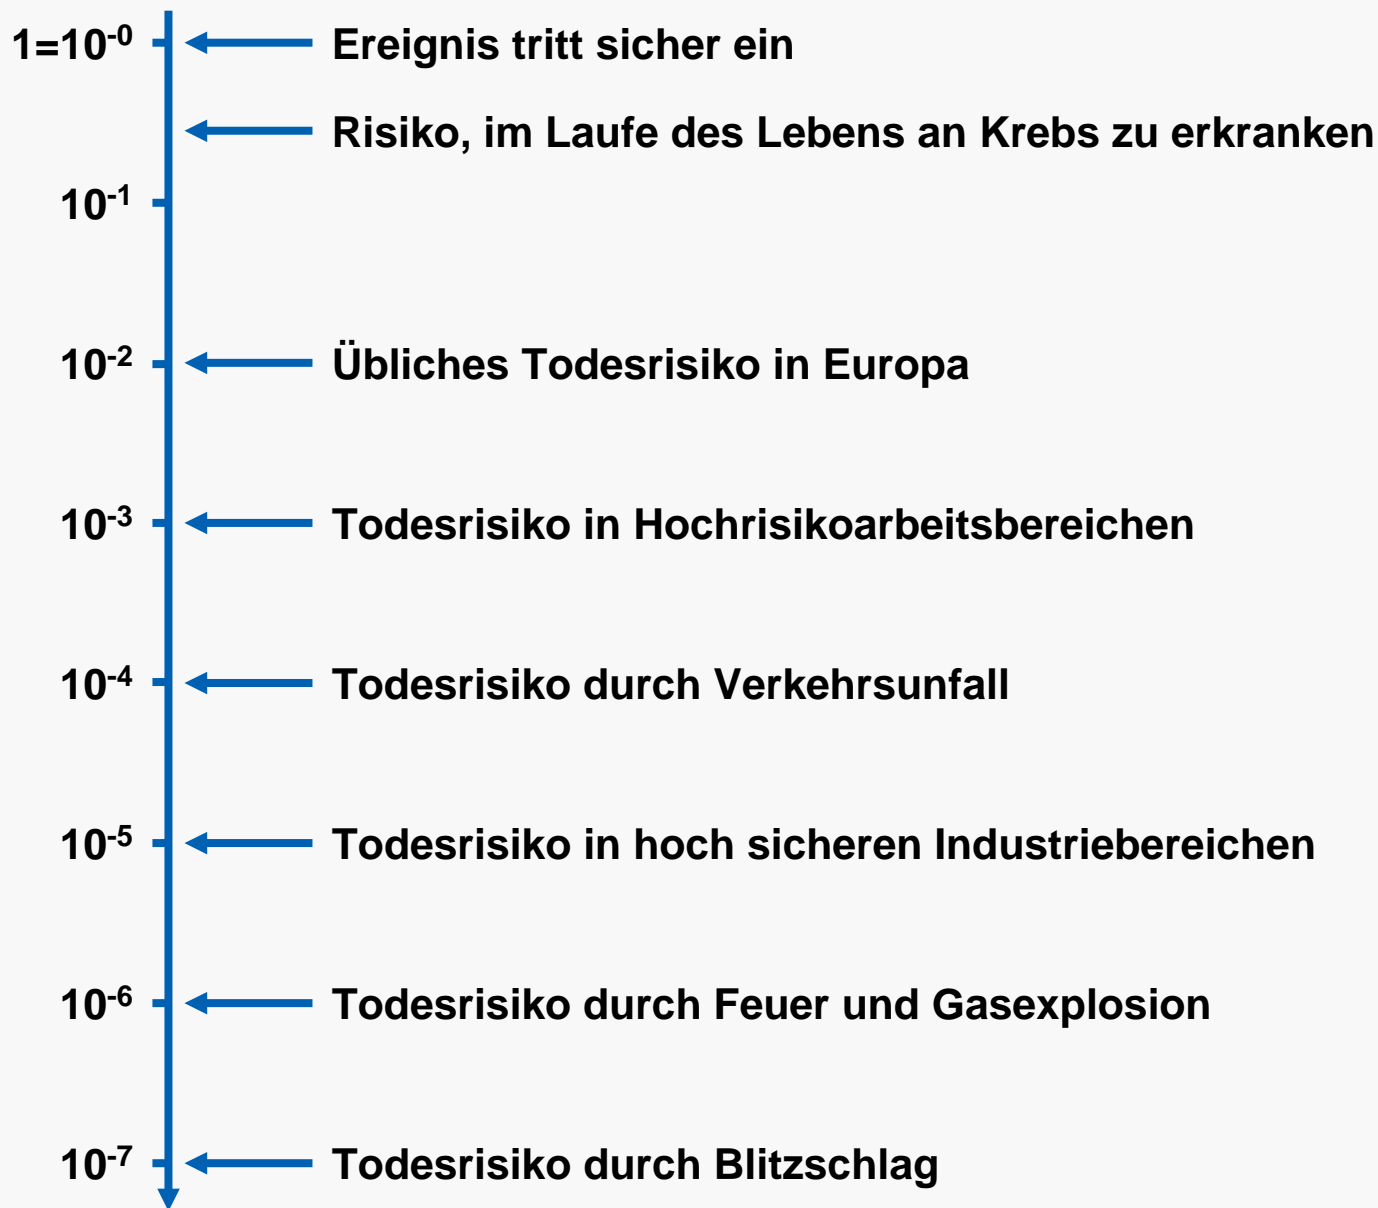 1=10⁻⁰ Ereignis tritt sicher ein
Risiko, im Laufe des Lebens an Krebs zu erkranken
10⁻¹
10⁻² Übliches Todesrisiko in Europa
10⁻³ Todesrisiko in Hochrisikoarbeitsbereichen
10⁻⁴ Todesrisiko durch Verkehrsunfall
10⁻⁵ Todesrisiko in hoch sicheren Industriebereichen
10⁻⁶ Todesrisiko durch Feuer und Gasexplosion
10⁻⁷ Todesrisiko durch Blitzschlag